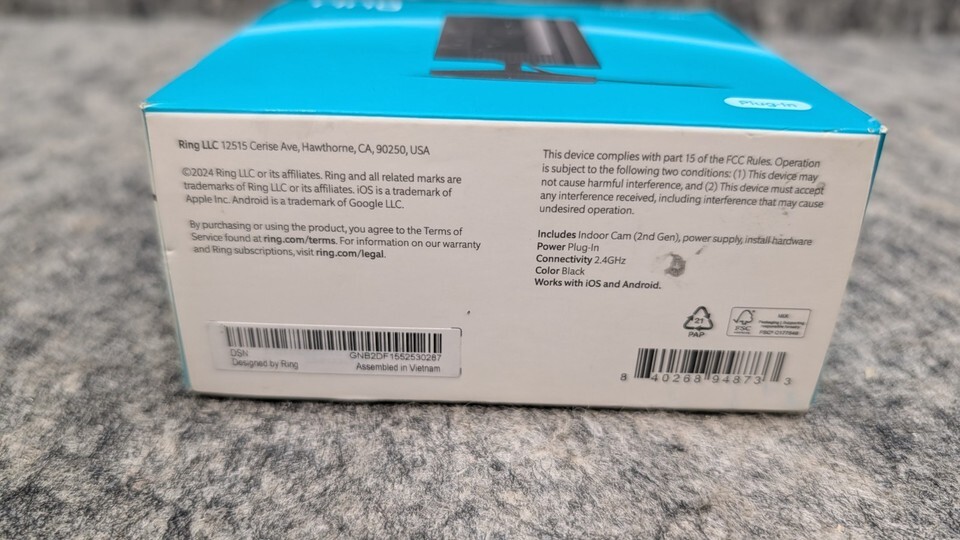 Plug-In
Ring LLC 12515 Cerise Ave, Hawthorne, CA, 90250, USA
©2024 Ring LLC or its affiliates. Ring and all related marks are
trademarks of Ring LLC or its affiliates. iOS is a trademark of
Apple Inc. Android is a trademark of Google LLC.
By purchasing or using the product, you agree to the Terms of
Service found at ring.com/terms. For information on our warranty
and Ring subscriptions, visit ring.com/legal.
This device complies with part 15 of the FCC Rules. Operation
is subject to the following two conditions: (1) This device may
not cause harmful interference, and (2) This device must accept
any interference received, including interference that may cause
undesired operation.
Includes Indoor Cam (2nd Gen), power supply, install hardware
Power Plug-In
Connectivity 2.4GHz
Color Black
Works with iOS and Android.
21
PAP
FSC
MIX
DSN GNB2DF1552530287
Designed by Ring Assembled in Vietnam
8 40268 94873 3